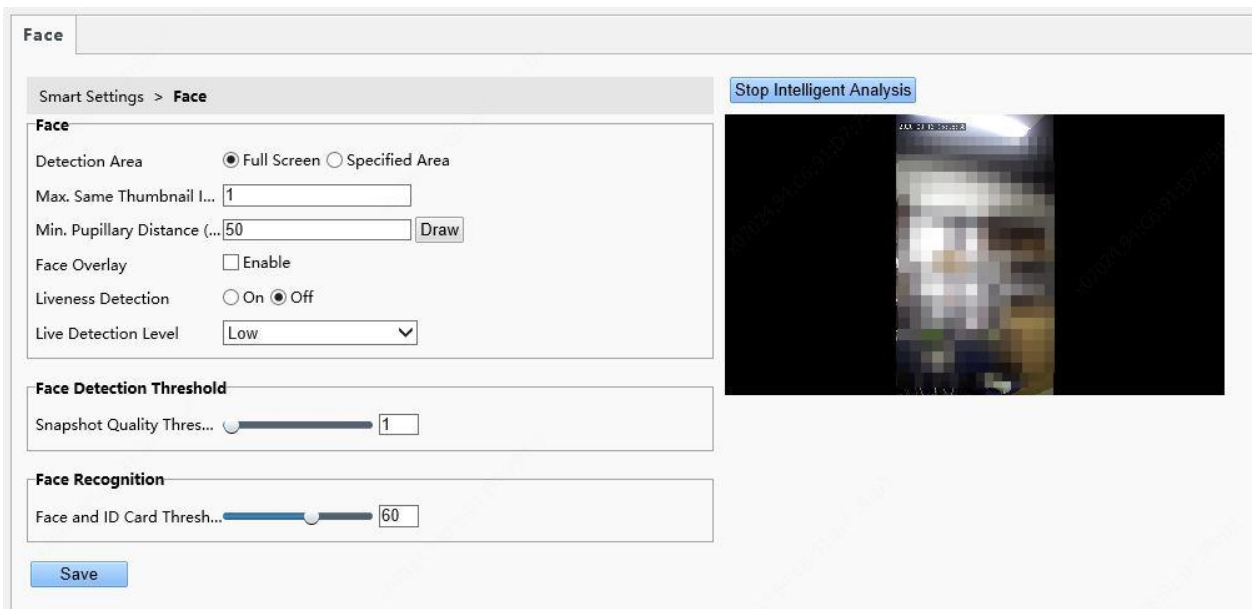 Face
Smart Settings > Face
Stop Intelligent Analysis
Face
Detection Area Full Screen Specified Area
Max. Same Thumbnail I... 1
Min. Pupillary Distance (... 50 Draw
Face Overlay Enable
Liveness Detection On Off
Live Detection Level Low
Face Detection Threshold
Snapshot Quality Thres... 1
Face Recognition
Face and ID Card Thresh... 60
Save